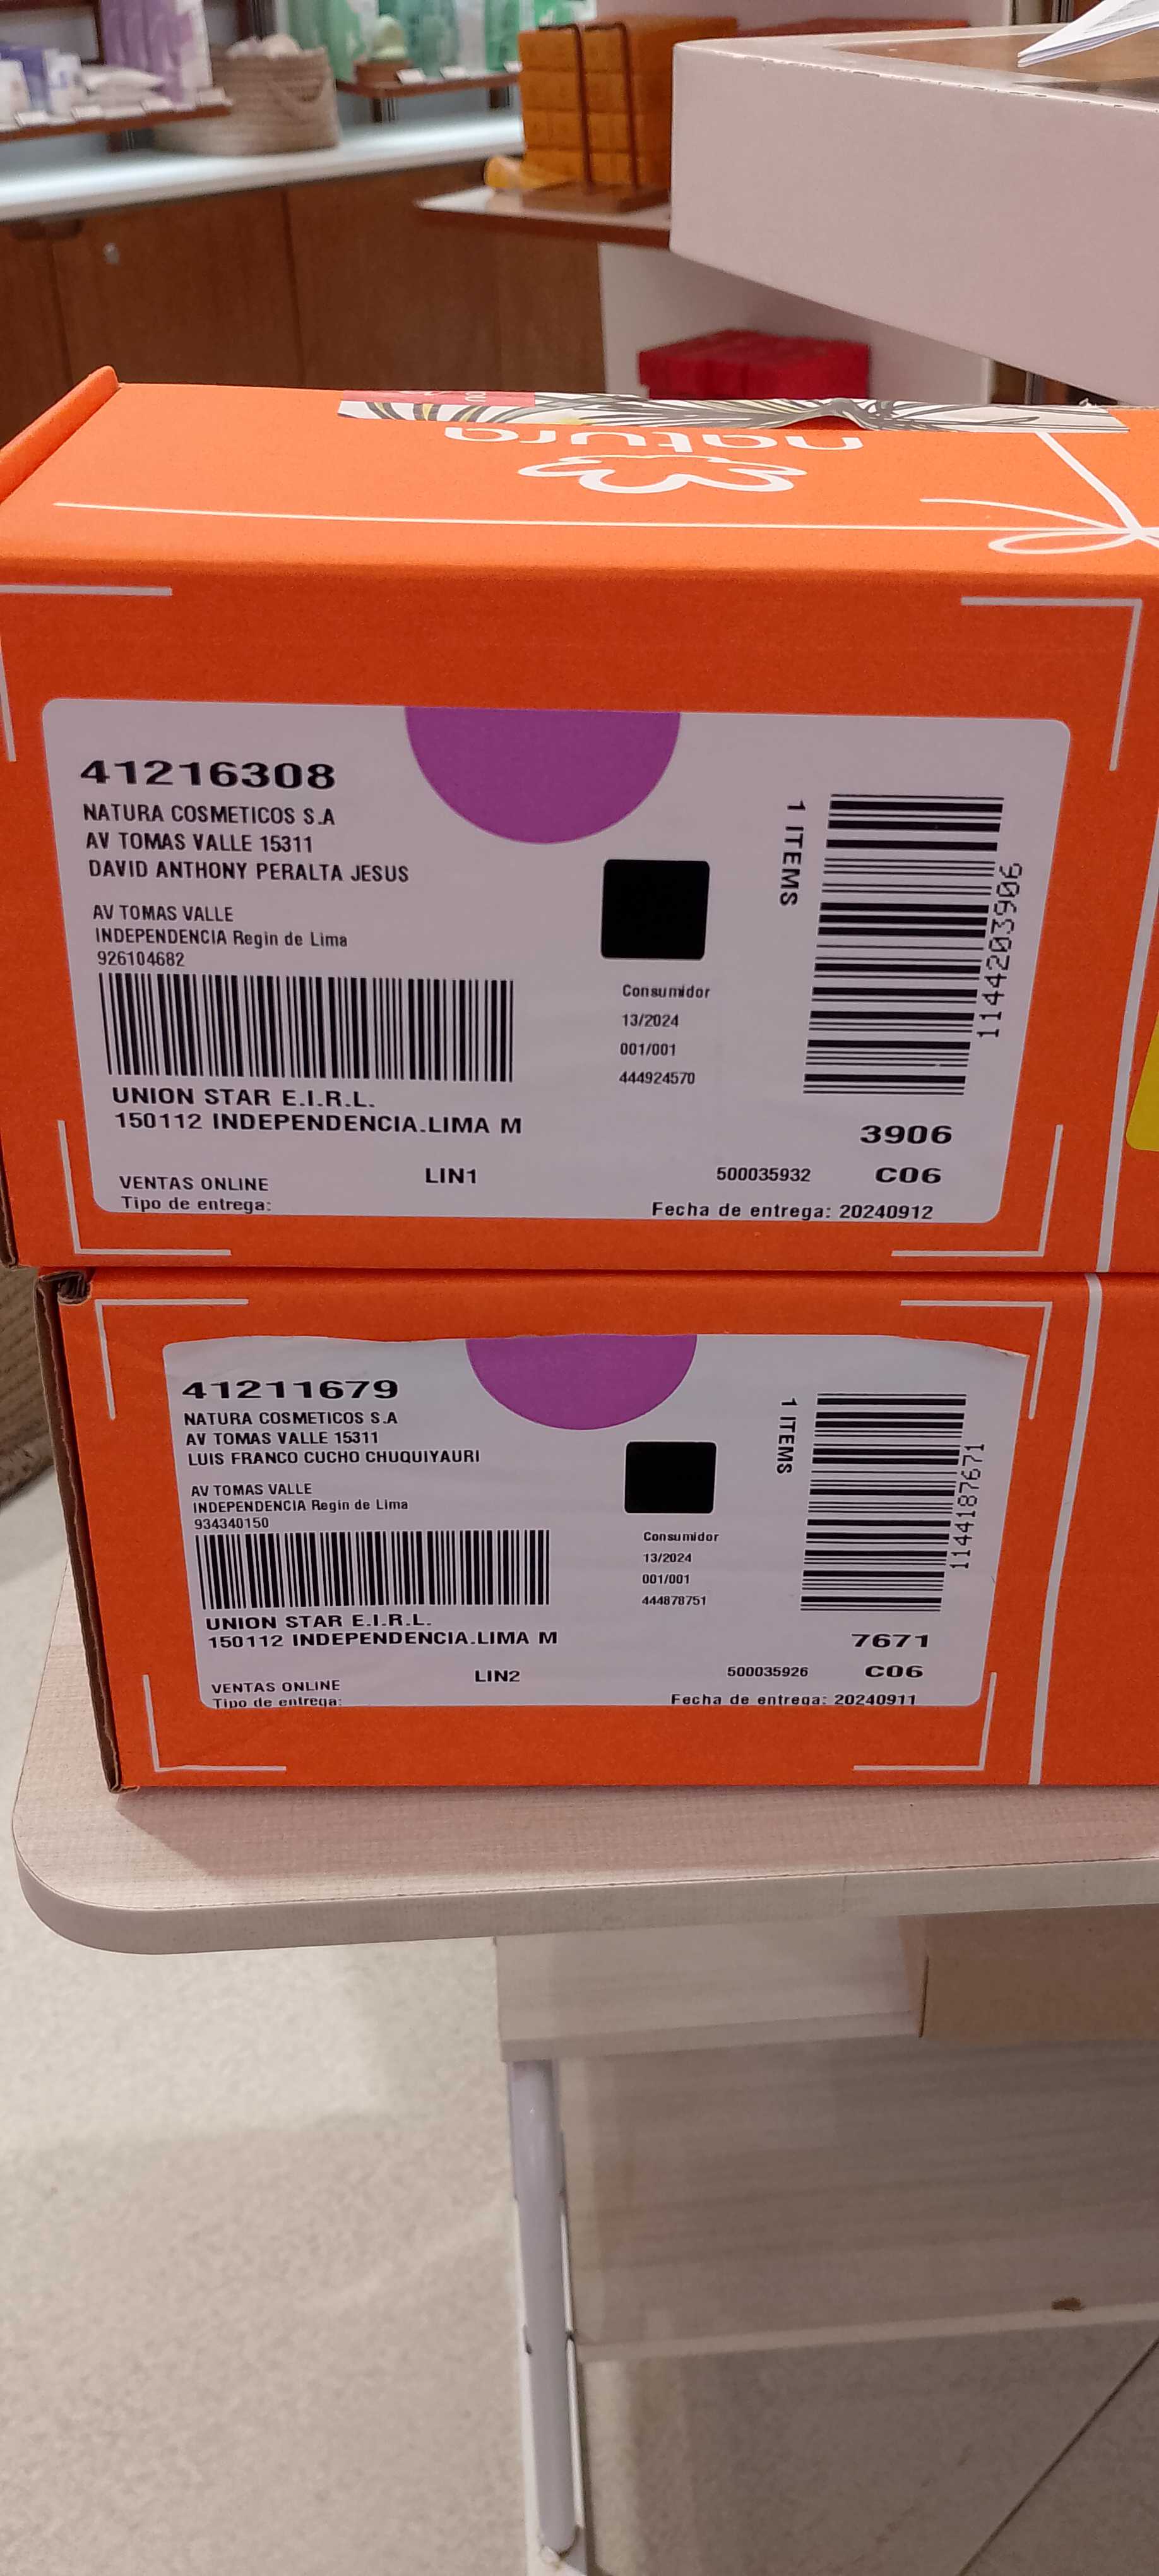 natura
41216308
NATURA COSMETICOS S.A
AV TOMAS VALLE 15311
DAVID ANTHONY PERALTA JESUS
AV TOMAS VALLE
INDEPENDENCIA Regin de Lima
926104682
UNION STAR E.I.R.L.
150112 INDEPENDENCIA.LIMA M
VENTAS ONLINE
LIN1
Tipo de entrega:
Consumidor
13/2024
001/001
444924570
1 ITEMS
1144203906
3906
500035932
C06
Fecha de entrega: 20240912
41211679
NATURA COSMETICOS S.A
AV TOMAS VALLE 15311
LUIS FRANCO CUCHO CHUQUIYAURI
AV TOMAS VALLE
INDEPENDENCIA Regin de Lima
934340150
UNION STAR E.I.R.L.
150112 INDEPENDENCIA.LIMA M
VENTAS ONLINE
LIN2
Tipo de entrega:
Consumidor
13/2024
001/001
444878751
1 ITEMS
1144187671
7671
500035926
C06
Fecha de entrega: 20240911